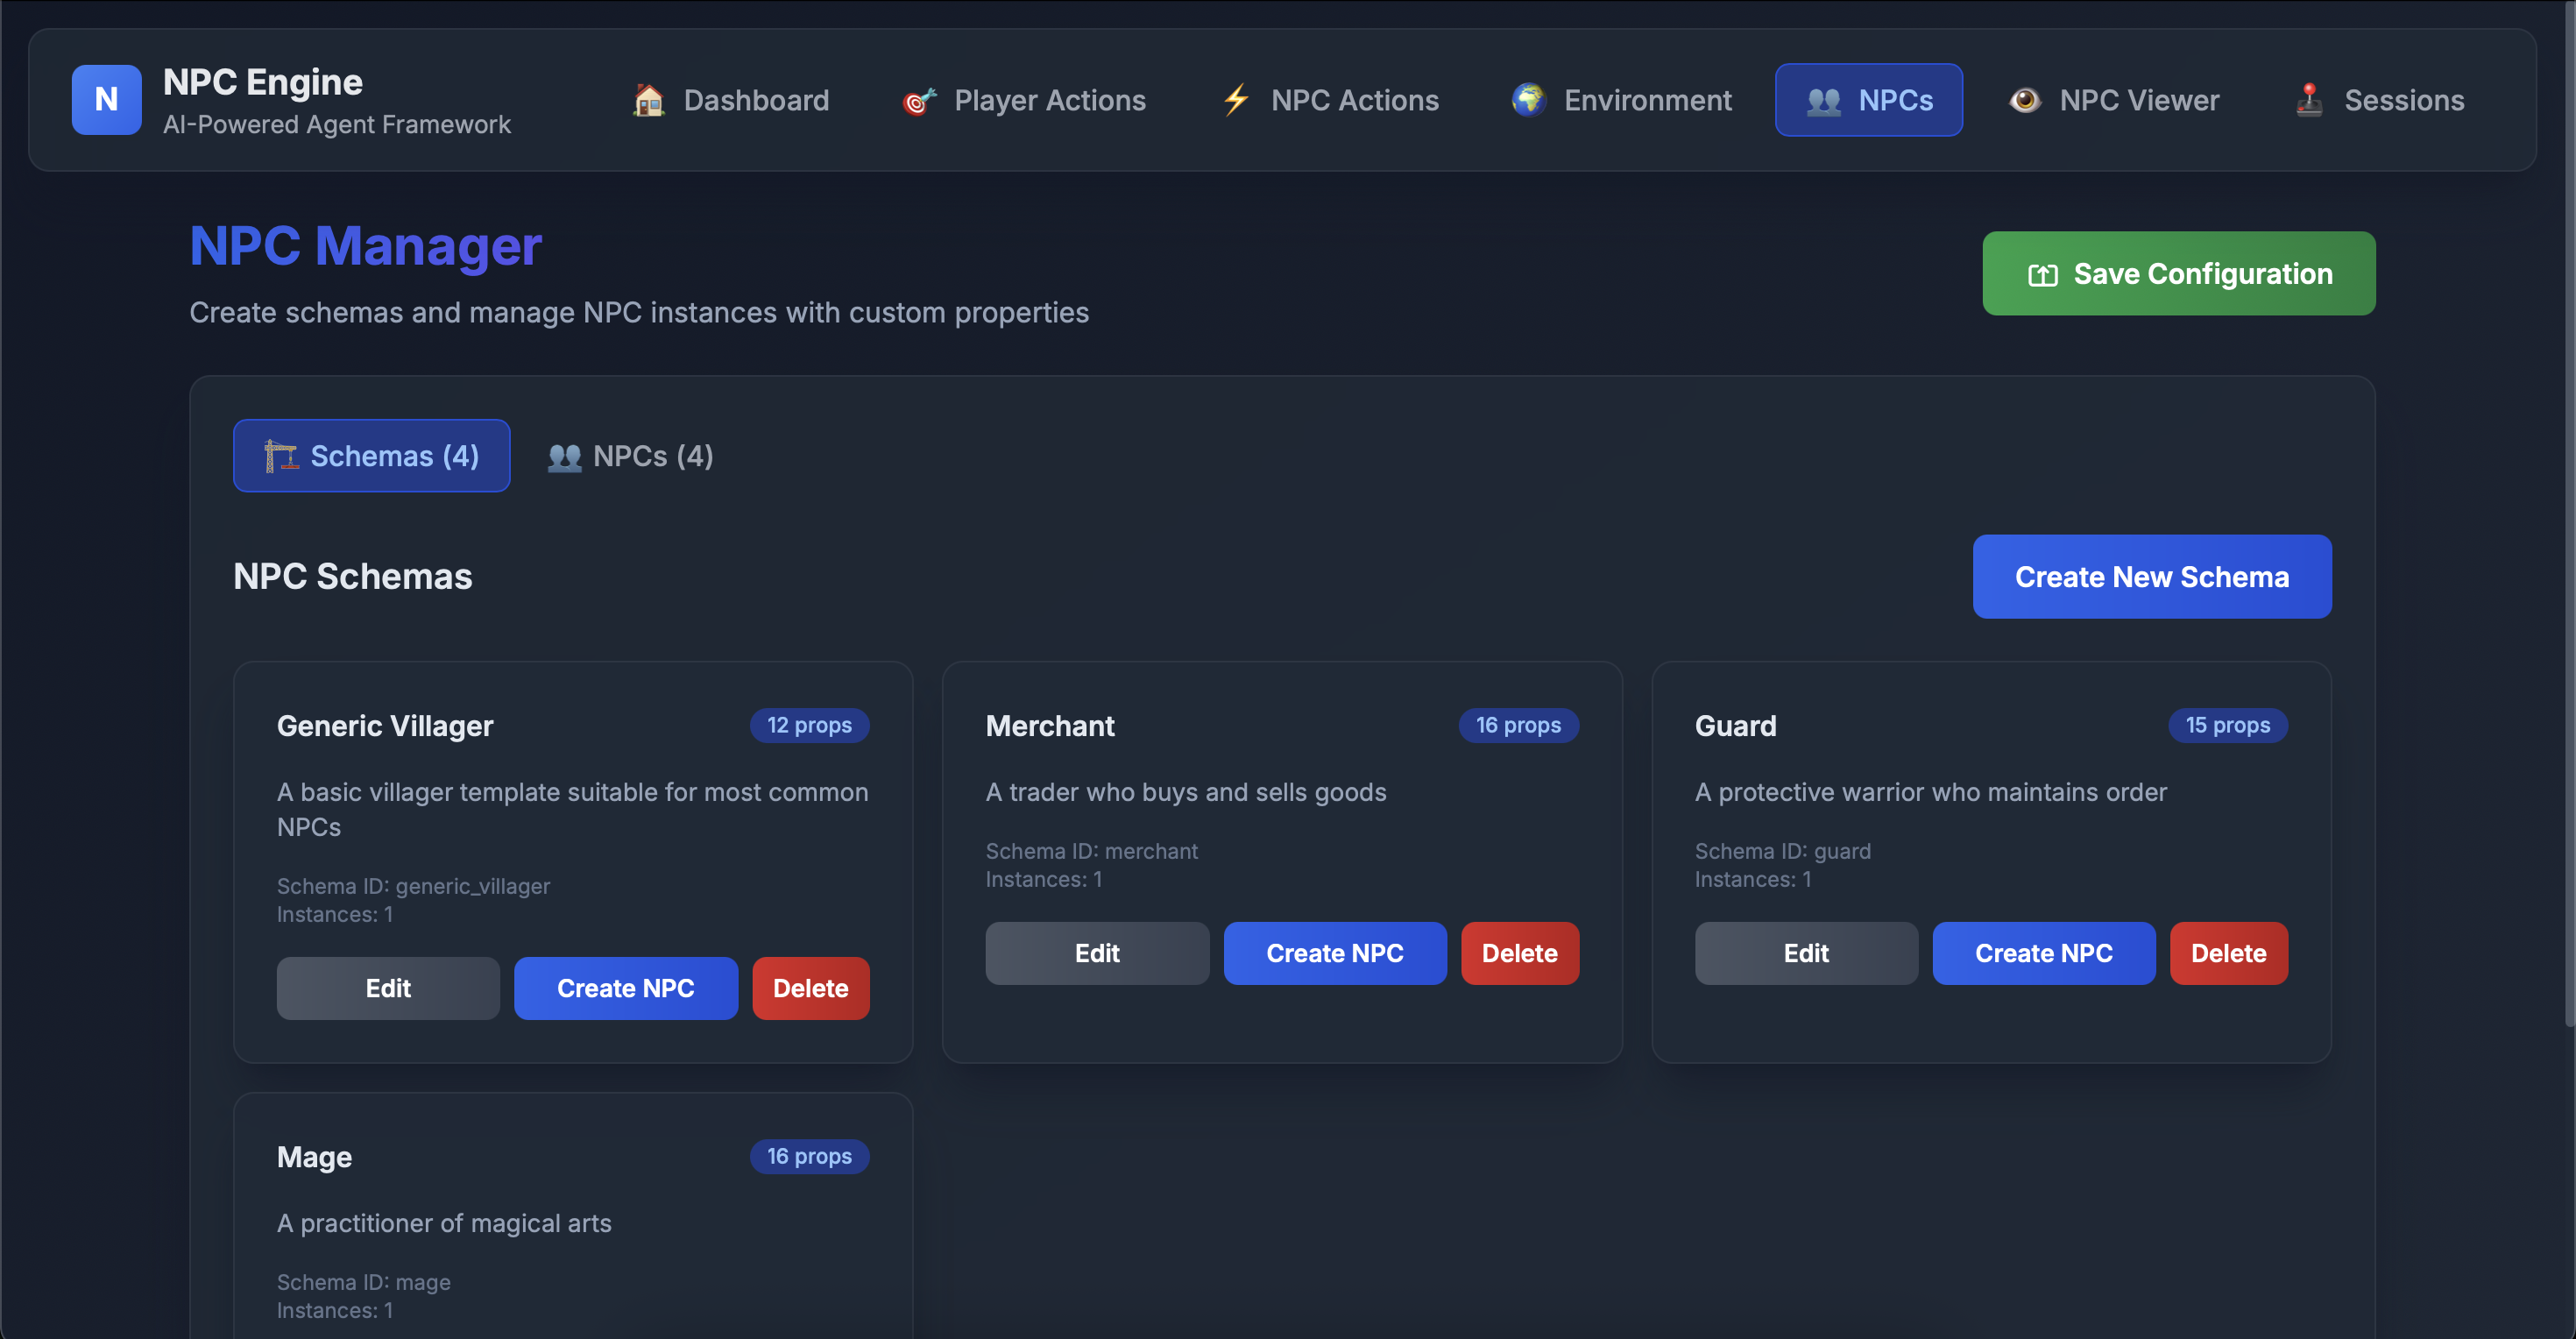 N
NPC Engine
AI-Powered Agent Framework
Dashboard
Player Actions
NPC Actions
Environment
NPCs
NPC Viewer
Sessions
NPC Manager
Create schemas and manage NPC instances with custom properties
Save Configuration
Schemas (4)
NPCs (4)
NPC Schemas
Create New Schema
Generic Villager
12 props
A basic villager template suitable for most common
NPCs
Schema ID: generic_villager
Instances: 1
Edit
Create NPC
Delete
Merchant
16 props
A trader who buys and sells goods
Schema ID: merchant
Instances: 1
Edit
Create NPC
Delete
Guard
15 props
A protective warrior who maintains order
Schema ID: guard
Instances: 1
Edit
Create NPC
Delete
Mage
16 props
A practitioner of magical arts
Schema ID: mage
Instances: 1